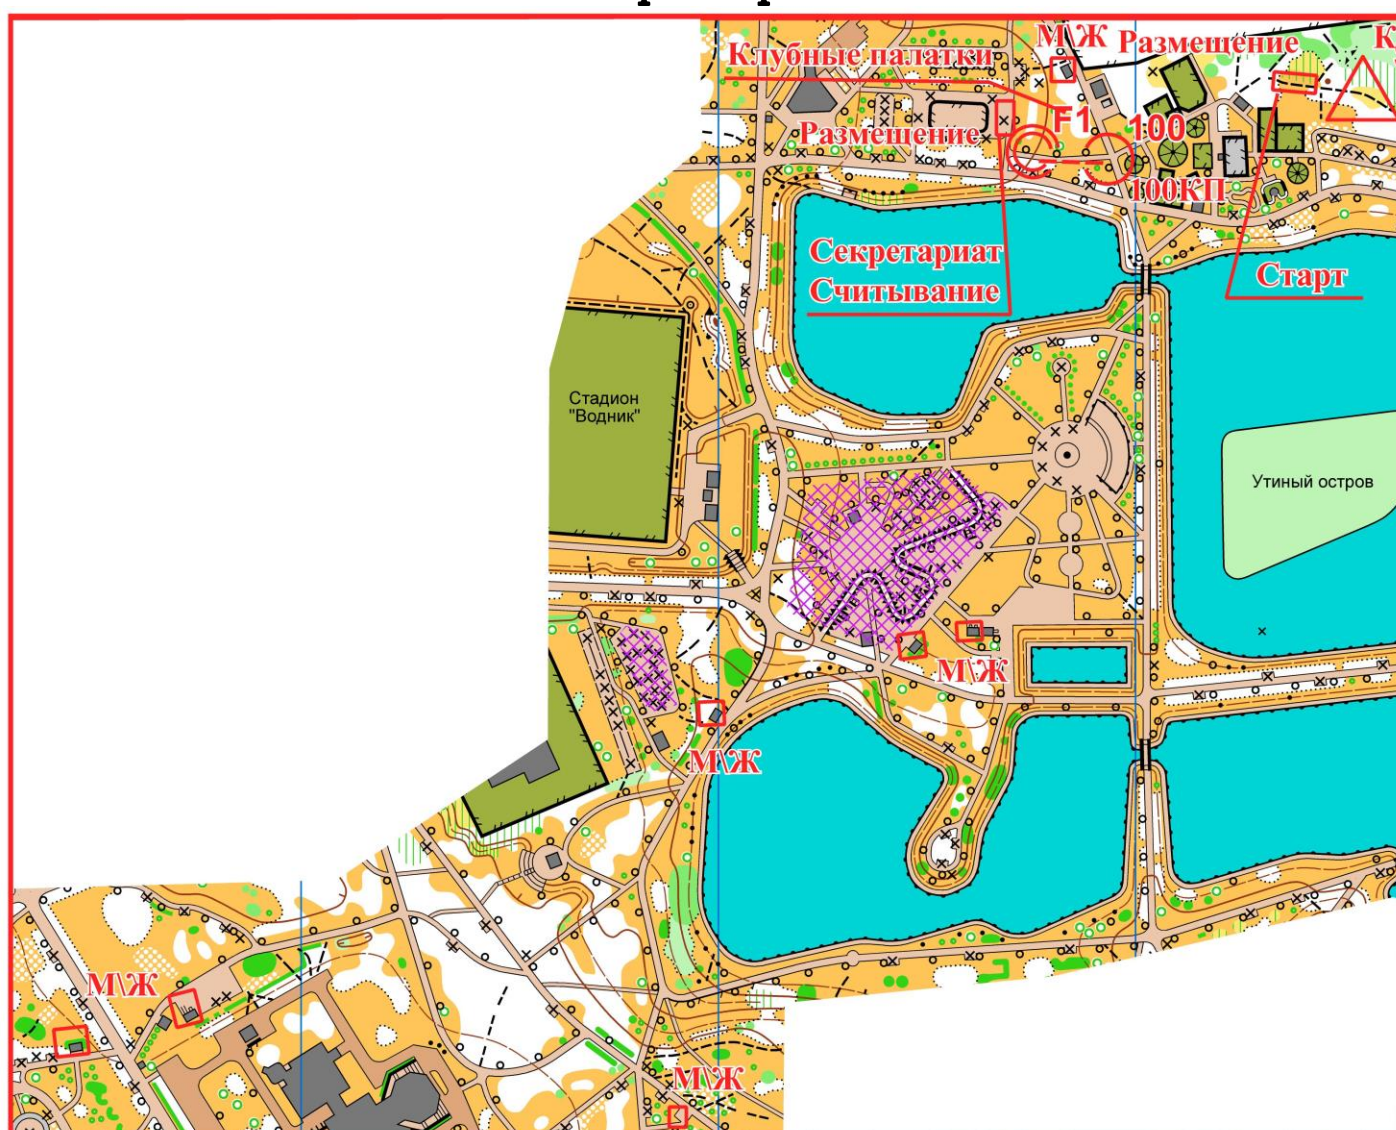 М\Ж
Размещение
К
Клубные палатки
F1
100
Размещение
100КП
Секретариат
Считывание
Старт
Стадион
"Водник"
Утиный остров
М\Ж
М\Ж
М\Ж
М\Ж